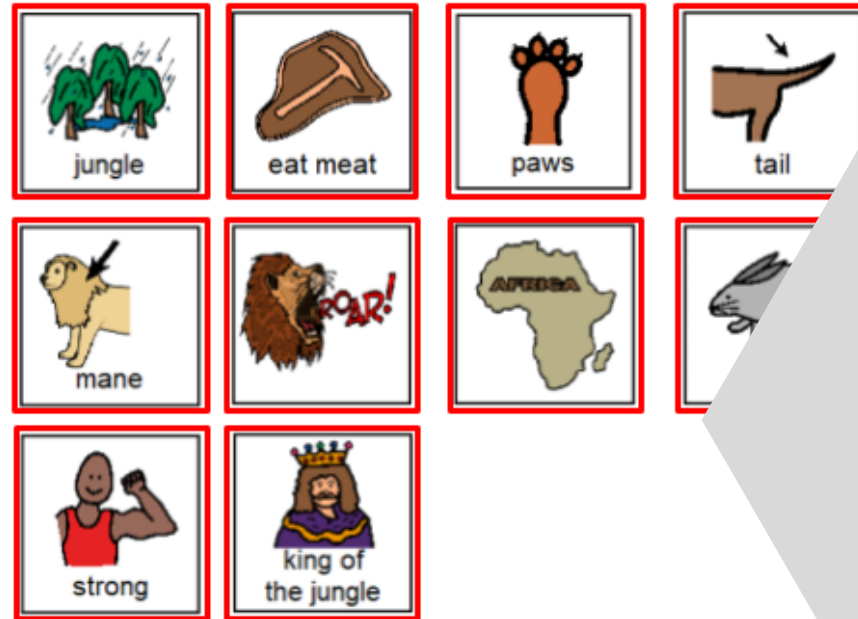 jungle
eat meat
paws
tail
mane
ROAR!
AFRICA
strong
king of
the jungle